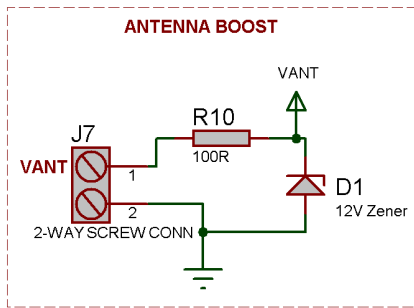 ANTENNA BOOST
VANT
J7
R10
VANT
1
100R
D1
2
12V Zener
2-WAY SCREW CONN